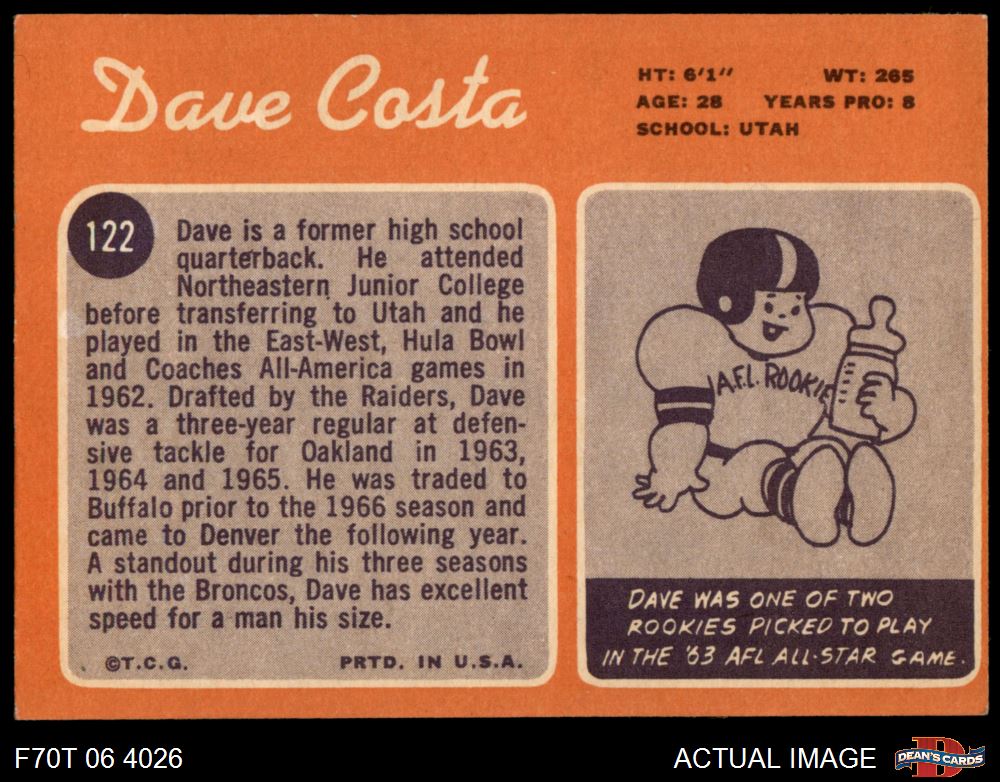 Dave Costa
HT: 6'1" WT: 265
AGE: 28 YEARS PRO: 8
SCHOOL: UTAH
122
Dave is a former high school
quarterback. He attended
Northeastern Junior College
before transferring to Utah and he
played in the East-West, Hula Bowl
and Coaches All-America games in
1962. Drafted by the Raiders, Dave
was a three-year regular at defen-
sive tackle for Oakland in 1963,
1964 and 1965. He was traded to
Buffalo prior to the 1966 season and
came to Denver the following year.
A standout during his three seasons
with the Broncos, Dave has excellent
speed for a man his size.
©T.C.G. PRTD. IN U.S.A.
A.F.L. ROOKIE
DAVE WAS ONE OF TWO
ROOKIES PICKED TO PLAY
IN THE '63 AFL ALL-STAR GAME.
F70T 06 4026
ACTUAL IMAGE
D
DEAN'S CARDS